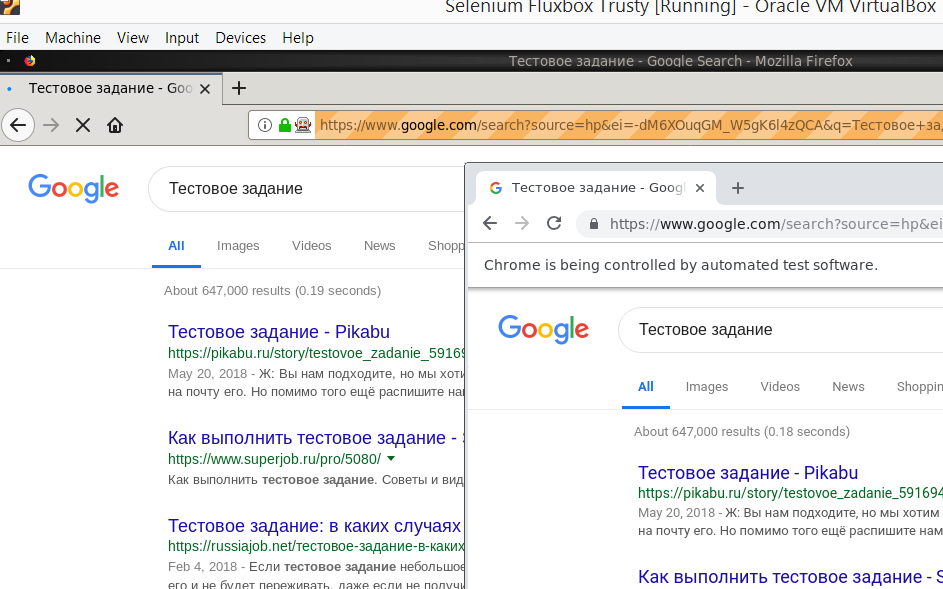 Selenium Fluxbox Trusty [Running] - Oracle VM VirtualBox
File Machine View Input Devices Help
Тестовое задание - Google Search - Mozilla Firefox
Тестовое задание - Goo
https://www.google.com/search?source=hp&ei=-dM6XOuqGM_W5gK6l4zQCA&q=Тестовое+за
Google
Тестовое задание
All Images Videos News Shopp
About 647,000 results (0.19 seconds)
Тестовое задание - Pikabu
https://pikabu.ru/story/testovoe_zadanie_5916
May 20, 2018 - Ж: Вы нам подходите, но мы хоти
на почту его. Но помимо того ещё распишите на
Как выполнить тестовое задание -
https://www.superjob.ru/pro/5080/
Как выполнить тестовое задание. Советы и вид
Тестовое задание: в каких случаях
https://russiajob.net/тестовое-задание-в-каких
Feb 4, 2018 - Если тестовое задание небольшое
его и не будет переживать, даже если не получи
Тестовое задание - Googl
https://www.google.com/search?source=hp&ei
Chrome is being controlled by automated test software.
Google
Тестовое задание
All Images Videos News Shoppin
About 647,000 results (0.18 seconds)
Тестовое задание - Pikabu
https://pikabu.ru/story/testovoe_zadanie_591694
May 20, 2018 - Ж: Вы нам подходите, но мы хотим
на почту его. Но помимо того ещё распишите нам
Как выполнить тестовое задание - S